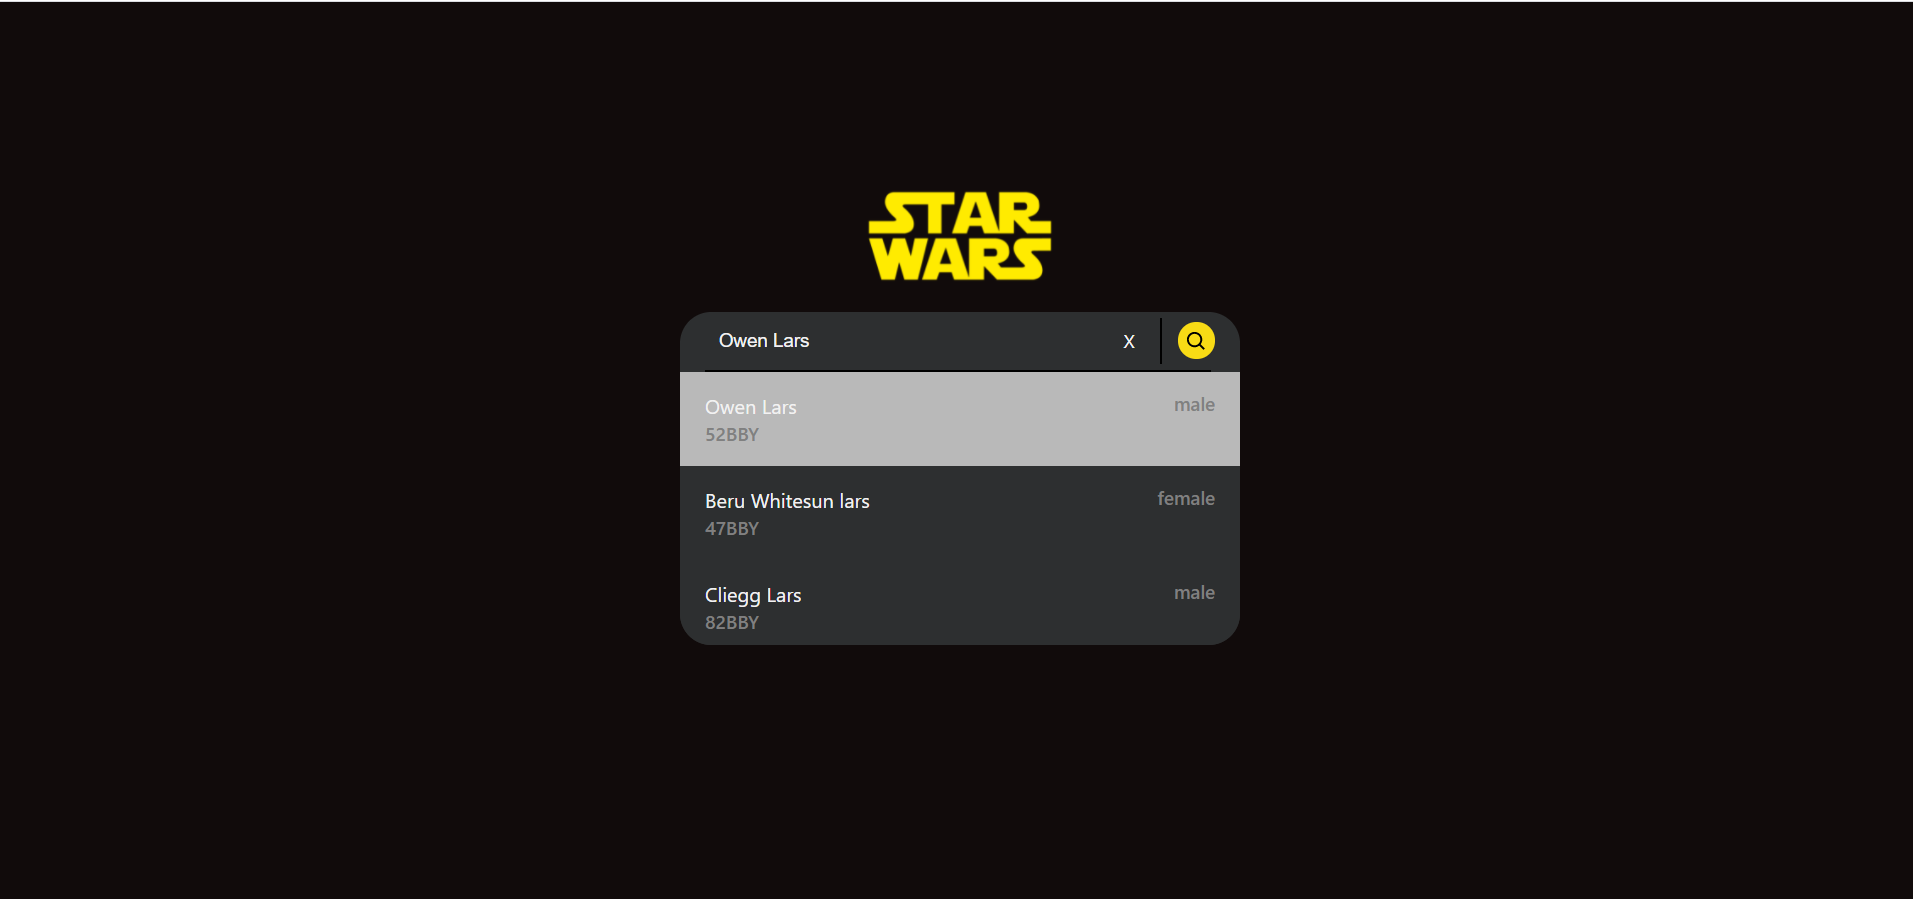 STAR
WARS
Owen Lars X
Owen Lars male
52BBY
Beru Whitesun lars female
47BBY
Cliegg Lars male
82BBY